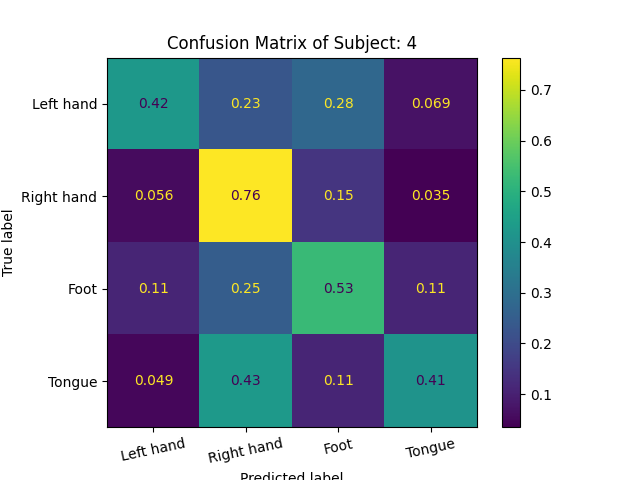 Confusion Matrix of Subject: 4
True label
Left hand 0.42 0.23 0.28 0.069
Right hand 0.056 0.76 0.15 0.035
Foot 0.11 0.25 0.53 0.11
Tongue 0.049 0.43 0.11 0.41
Left hand Right hand Foot Tongue
Predicted label
0.7
0.6
0.5
0.4
0.3
0.2
0.1